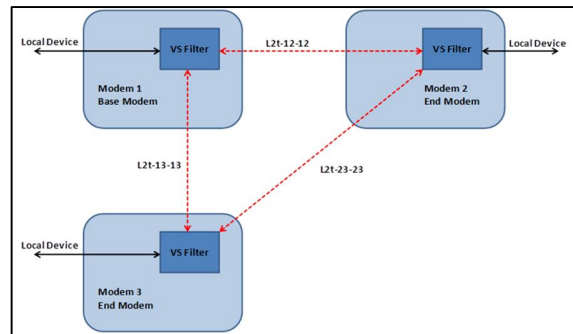 Local Device
VS Filter
L2t-12-12
VS Filter
Local Device
Modem 1
Base Modem
Modem 2
End Modem
L2t-13-13
L2t-23-23
Local Device
VS Filter
Modem 3
End Modem